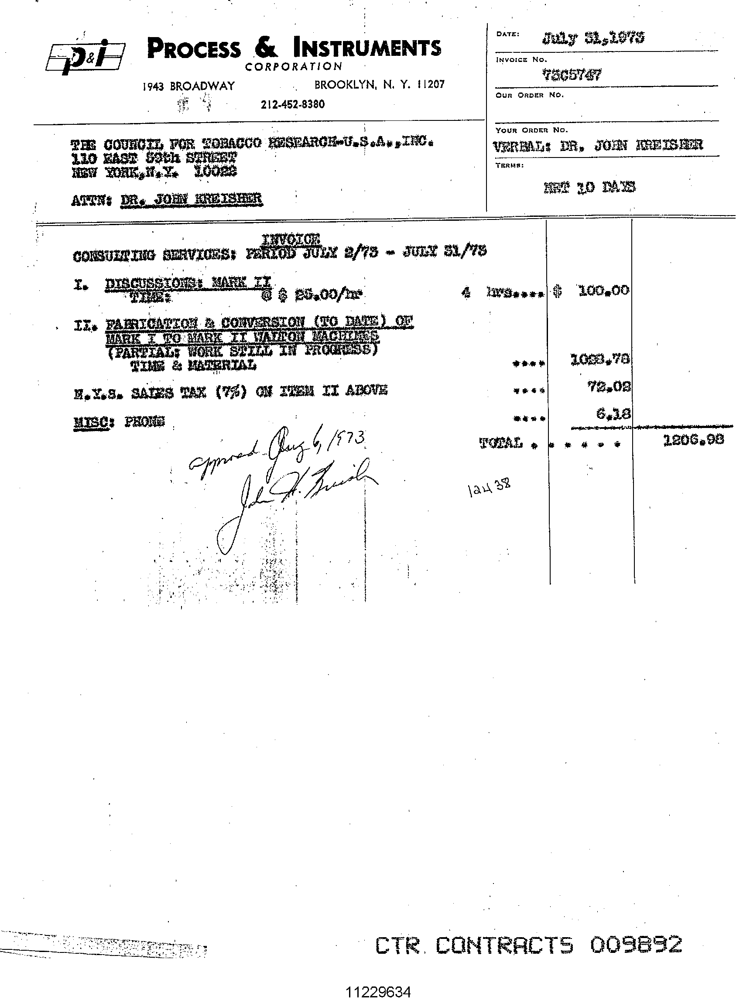 p&i PROCESS & INSTRUMENTS
CORPORATION
1943 BROADWAY BROOKLYN, N. Y. 11207
212-452-8380
DATE: July 31,1973
INVOICE No.
73C5747
OUR ORDER NO.
YOUR ORDER NO.
VERBAL: DR. JOHN KREISHER
TERMS:
NET 10 DAYS
THE COUNCIL FOR TOBACCO RESEARCH-U.S.A.,INC.
110 EAST 59th STREET
NEW YORK,N.Y. 10022
ATTN: DR. JOHN KREISHER
INVOICE
CONSULTING SERVICES: PERIOD JULY 2/73 - JULY 31/73
I. DISCUSSIONS: MARK II
TIME: @ $ 25.00/hr 4 hrs.... $ 100.00
II. FABRICATION & CONVERSION (TO DATE) OF
MARK I TO MARK II WALTON MACHINES
(PARTIAL: WORK STILL IN PROGRESS)
TIME & MATERIAL .... 1028.78
N.Y.S. SALES TAX (7%) ON ITEM II ABOVE .... 72.02
MISC: PHONE .... 6.18
TOTAL . . . . . . 1206.98
approved Aug 6, 1973
John H. Kreisher
12438
CTR CONTRACTS 009892
11229634